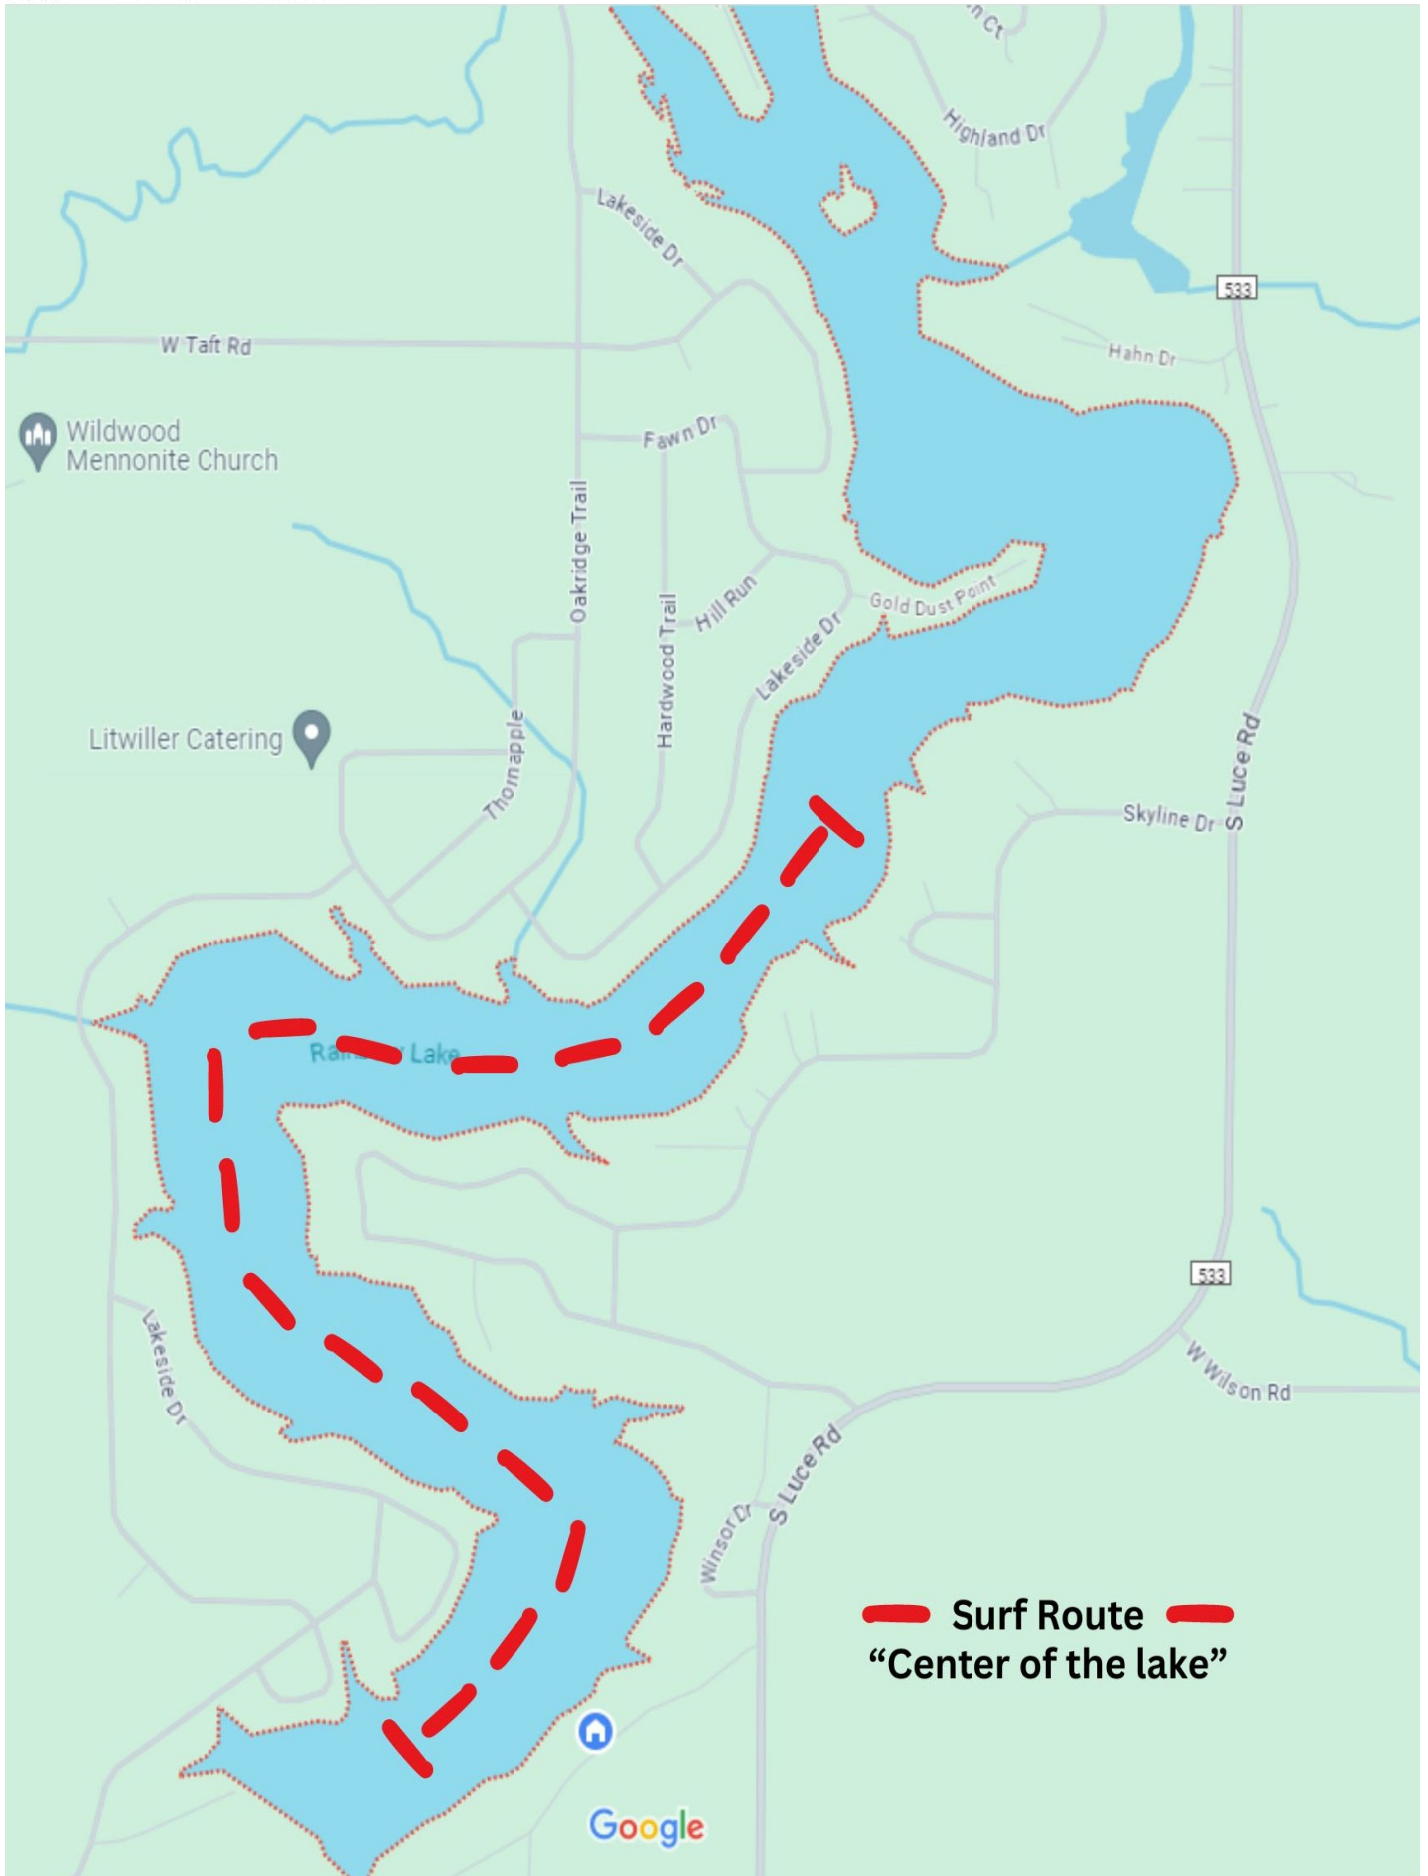 n Ct
Highland Dr
Lakeside Dr
533
W Taft Rd
Hahn Dr
Wildwood
Mennonite Church
Fawn Dr
Oakridge Trail
Hill Run
Gold Dust Point
Hardwood Trail
Lakeside Dr
Litwiller Catering
Thornapple
S Luce Rd
Skyline Dr
Lake
533
Lakeside Dr
W Wilson Rd
S Luce Rd
Winsor Dr
Surf Route
“Center of the lake”
Google